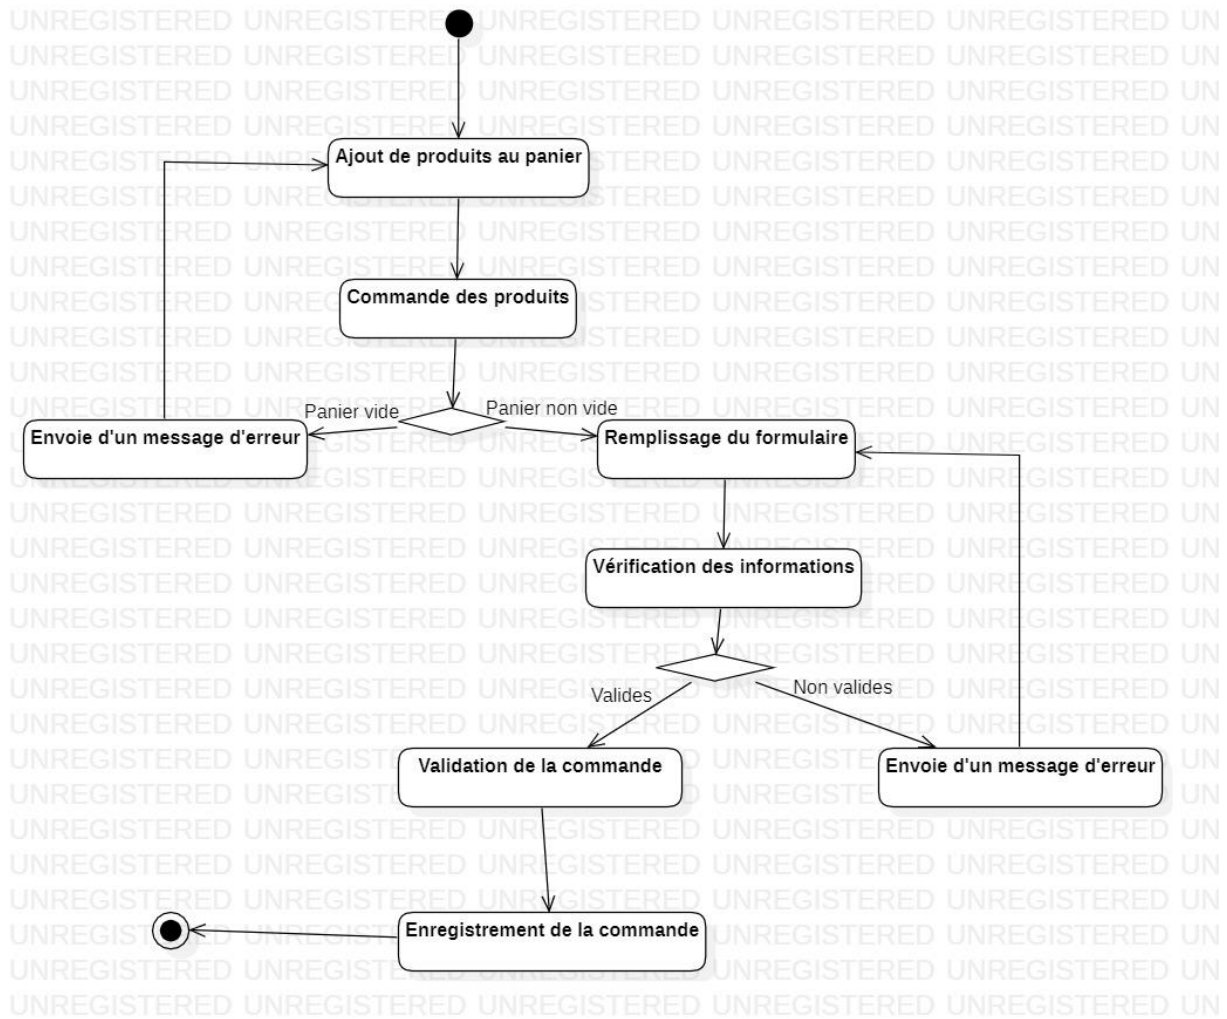 Ajout de produits au panier
Commande des produits
Panier vide
Panier non vide
Envoie d'un message d'erreur
Remplissage du formulaire
Vérification des informations
Valides
Non valides
Validation de la commande
Envoie d'un message d'erreur
Enregistrement de la commande
UNREGISTERED